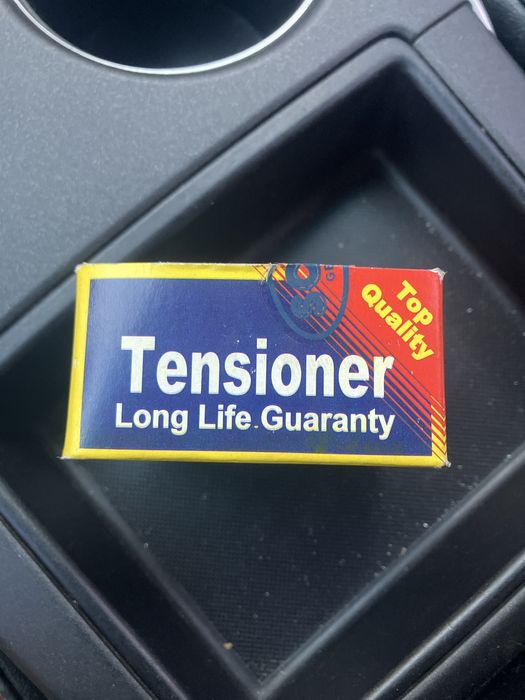 Top
Quality
Tensioner
Long Life Guaranty